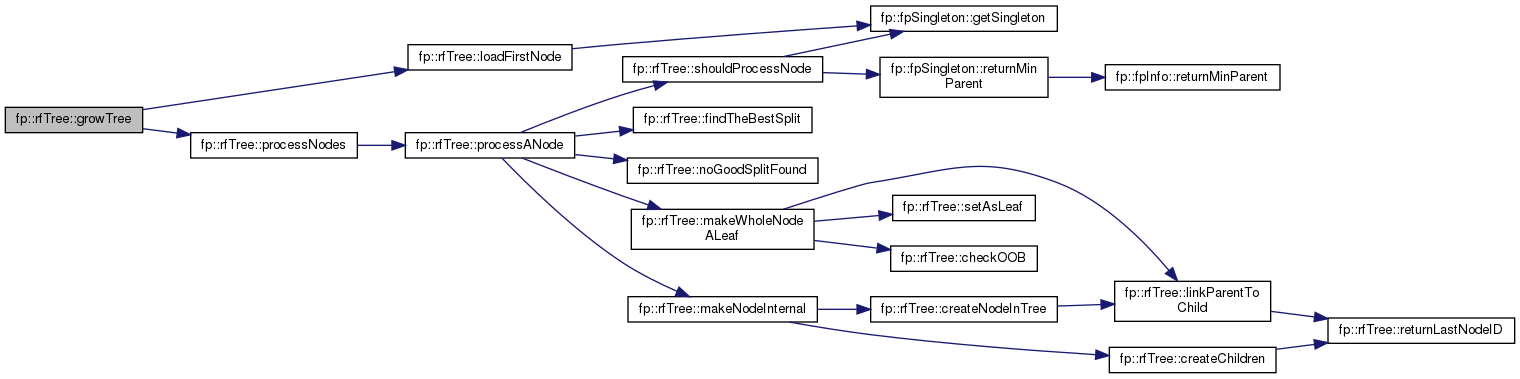 fp::fpSingleton::getSingleton
fp::rfTree::loadFirstNode
fp::rfTree::shouldProcessNode
fp::fpSingleton::returnMin
Parent
fp::fpInfo::returnMinParent
fp::rfTree::growTree
fp::rfTree::findTheBestSplit
fp::rfTree::processNodes
fp::rfTree::processANode
fp::rfTree::noGoodSplitFound
fp::rfTree::makeWholeNode
ALeaf
fp::rfTree::setAsLeaf
fp::rfTree::checkOOB
fp::rfTree::linkParentTo
Child
fp::rfTree::makeNodeInternal
fp::rfTree::createNodeInTree
fp::rfTree::returnLastNodeID
fp::rfTree::createChildren